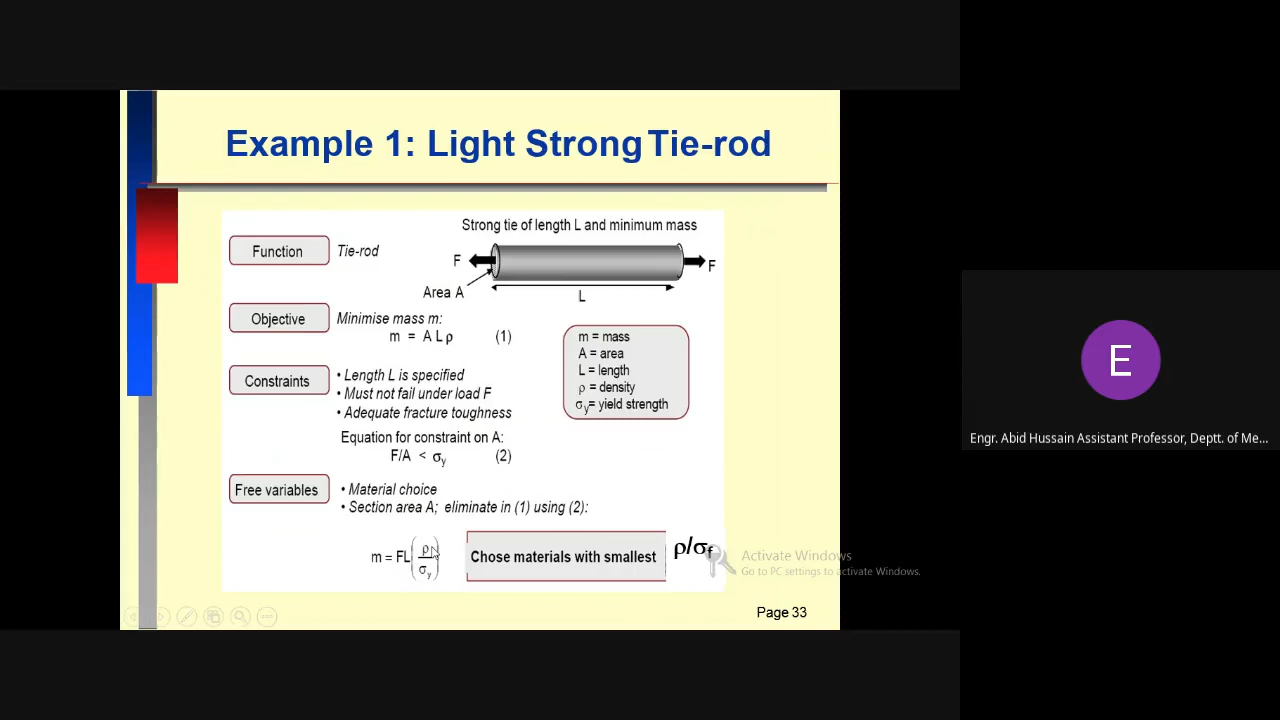 Example 1: Light Strong Tie-rod
Strong tie of length L and minimum mass
Function
Tie-rod
F
F
Area A
L
Objective
Minimise mass m:
m = A L ρ (1)
m = mass
A = area
L = length
ρ = density
σy= yield strength
Constraints
• Length L is specified
• Must not fail under load F
• Adequate fracture toughness
Equation for constraint on A:
F/A < σy (2)
Free variables
• Material choice
• Section area A; eliminate in (1) using (2):
m = FL(ρ/σy)
Chose materials with smallest ρ/σf
Activate Windows
Go to PC settings to activate Windows.
Page 33
E
Engr. Abid Hussain Assistant Professor, Deptt. of Me...